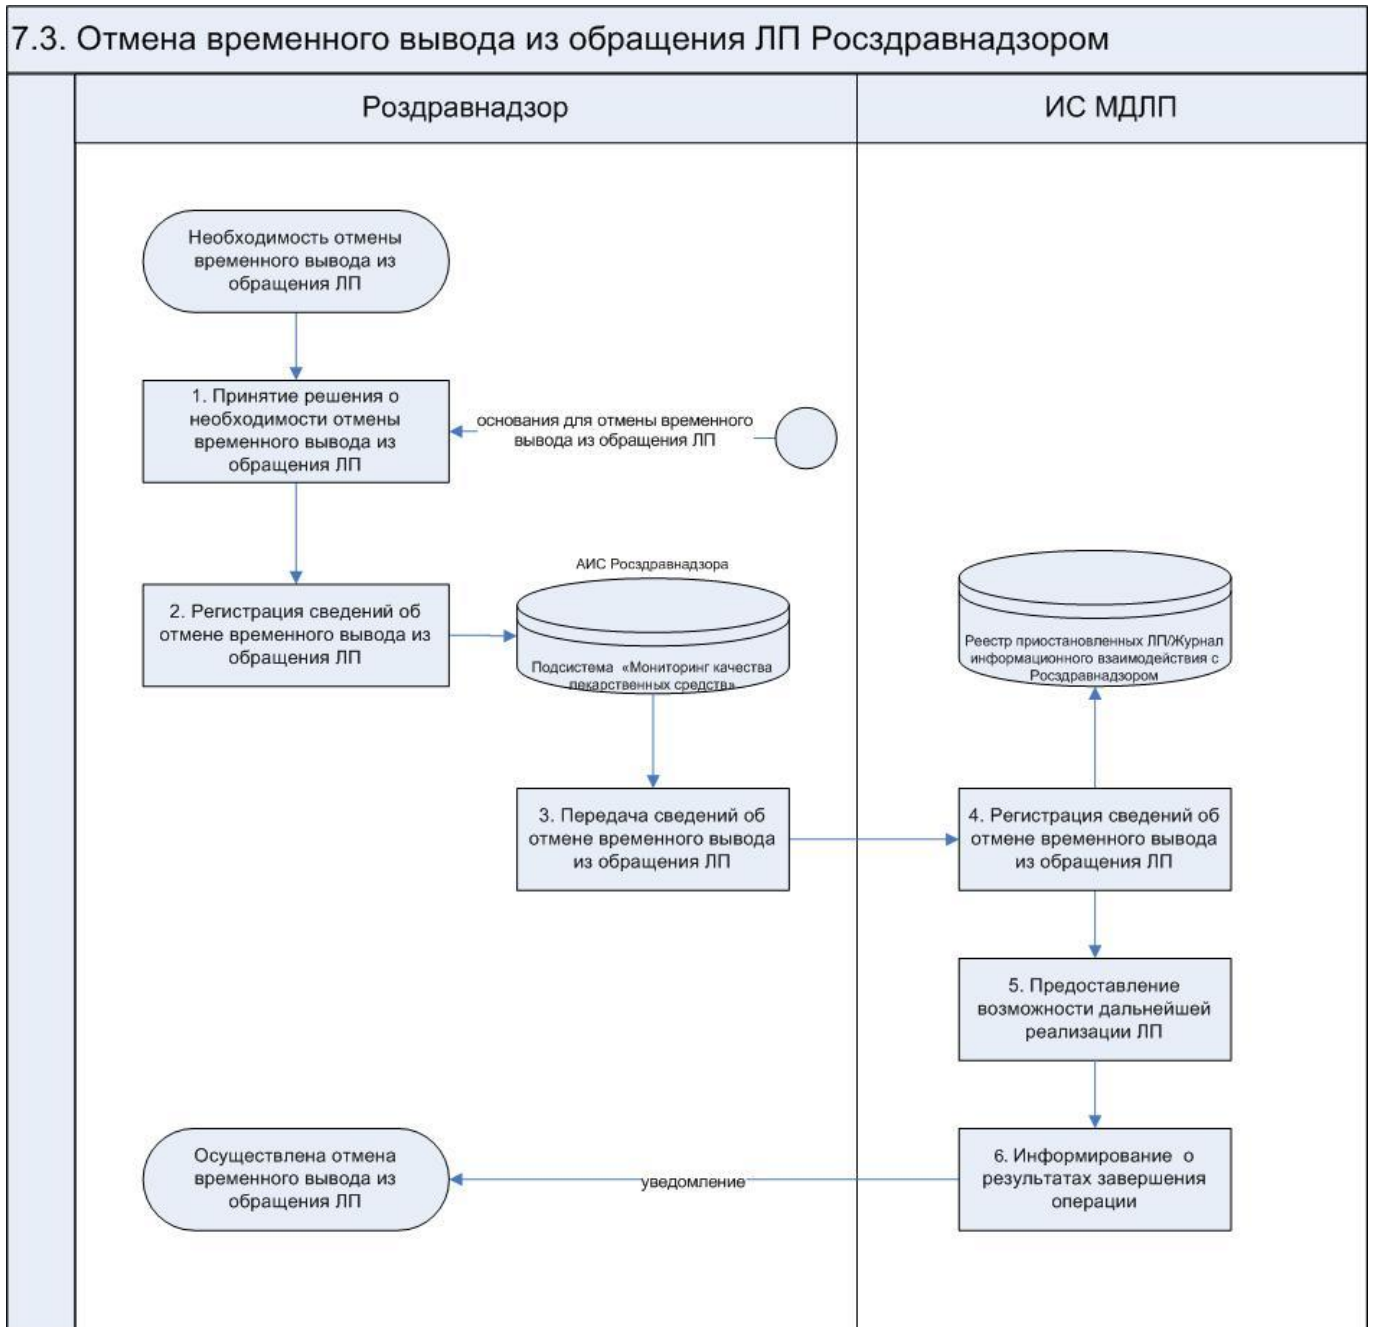 7.3. Отмена временного вывода из обращения ЛП Росздравнадзором
Роздравнадзор
ИС МДЛП
Необходимость отмены
временного вывода из
обращения ЛП
1. Принятие решения о
необходимости отмены
временного вывода из
обращения ЛП
основания для отмены временного
вывода из обращения ЛП
2. Регистрация сведений об
отмене временного вывода из
обращения ЛП
АИС Росздравнадзора
Подсистема «Мониторинг качества
лекарственных средств»
Реестр приостановленных ЛП/Журнал
информационного взаимодействия с
Росздравнадзором
3. Передача сведений об
отмене временного вывода
из обращения ЛП
4. Регистрация сведений об
отмене временного вывода
из обращения ЛП
5. Предоставление
возможности дальнейшей
реализации ЛП
6. Информирование о
результатах завершения
операции
уведомление
Осуществлена отмена
временного вывода из
обращения ЛП